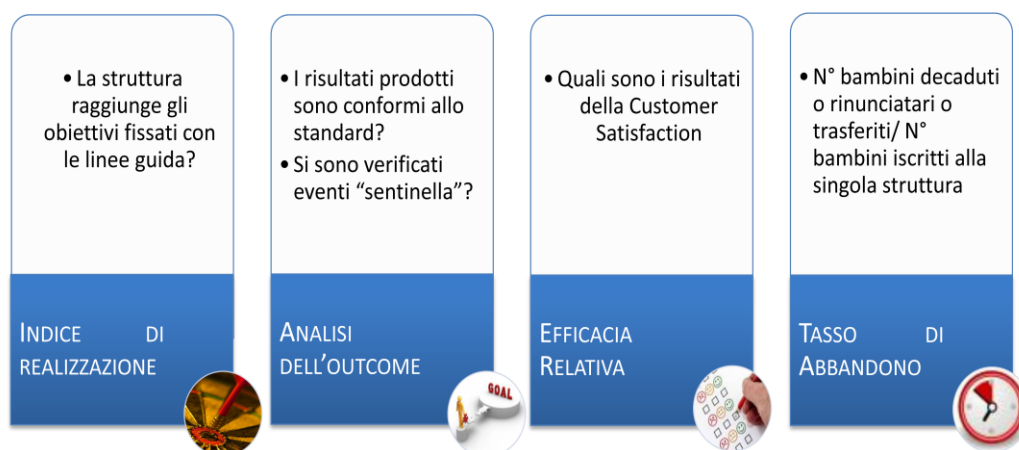 • La struttura
raggiunge gli
obiettivi fissati con
le linee guida?
INDICE DI
REALIZZAZIONE
• I risultati prodotti
sono conformi allo
standard?
• Si sono verificati
eventi “sentinella”?
ANALISI
DELL’OUTCOME
GOAL
• Quali sono i risultati
della Customer
Satisfaction
EFFICACIA
RELATIVA
• N° bambini decaduti
o rinunciatari o
trasferiti/ N°
bambini iscritti alla
singola struttura
TASSO DI
ABBANDONO